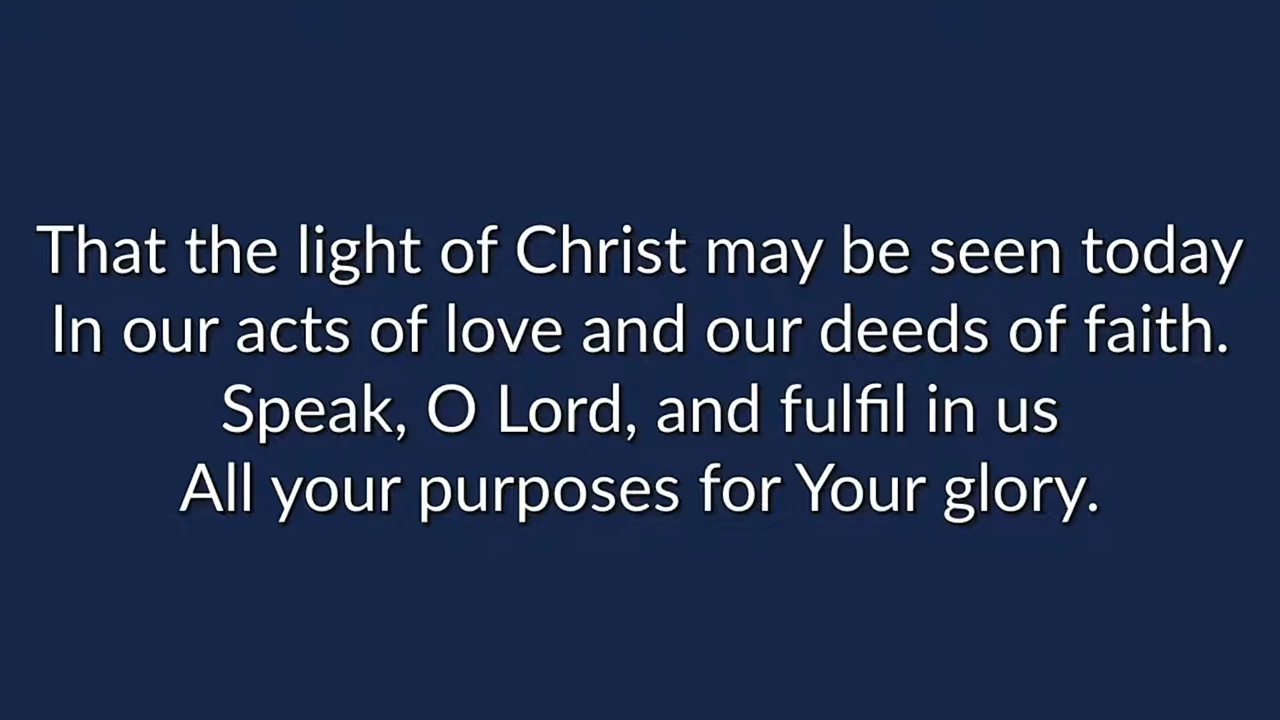 That the light of Christ may be seen today
In our acts of love and our deeds of faith.
Speak, O Lord, and fulfil in us
All your purposes for Your glory.